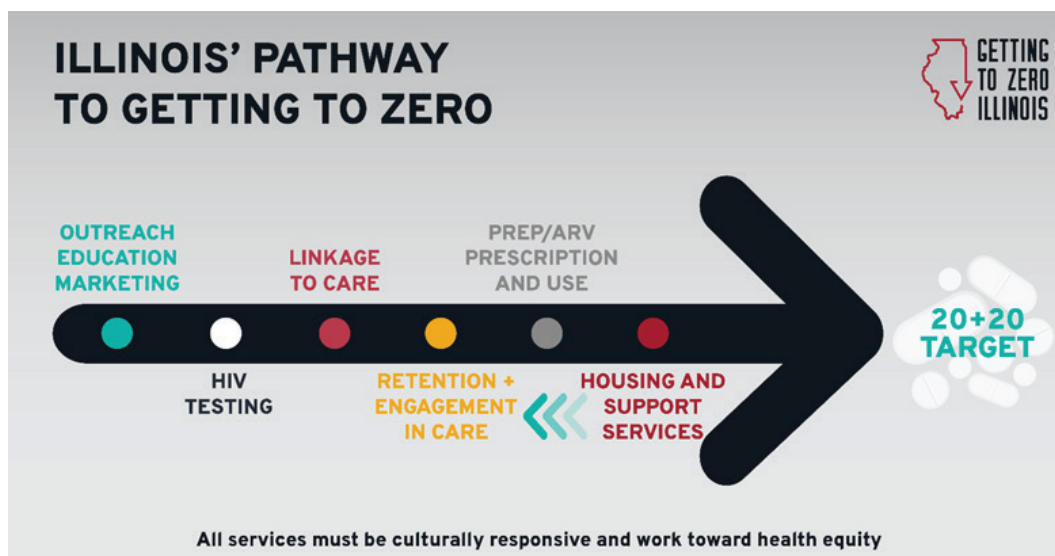 ILLINOIS' PATHWAY
TO GETTING TO ZERO
GETTING
TO ZERO
ILLINOIS
OUTREACH
EDUCATION
MARKETING
HIV
TESTING
LINKAGE
TO CARE
RETENTION +
ENGAGEMENT
IN CARE
PREP/ARV
PRESCRIPTION
AND USE
HOUSING AND
SUPPORT
SERVICES
20+20
TARGET
All services must be culturally responsive and work toward health equity